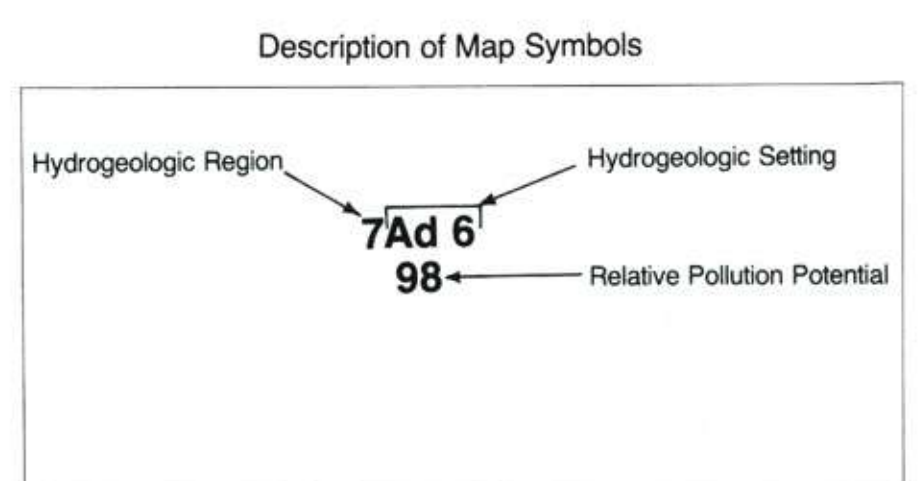 Description of Map Symbols
Hydrogeologic Region
Hydrogeologic Setting
7Ad 6
98
Relative Pollution Potential